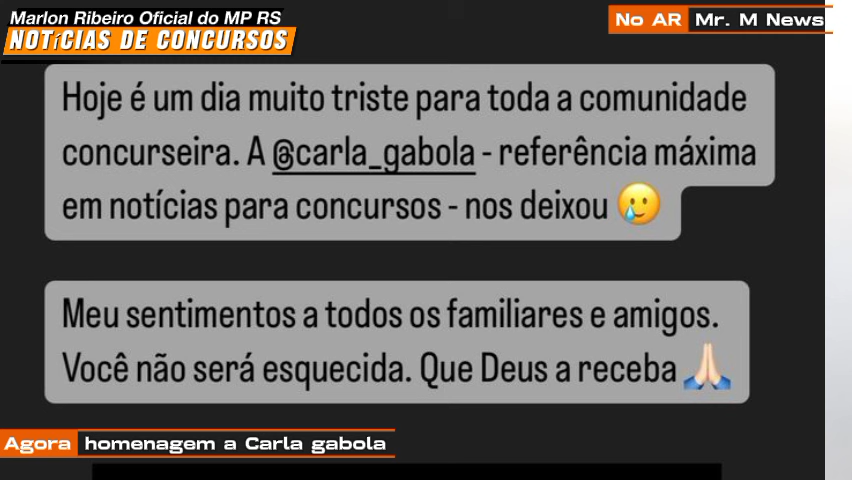 Marlon Ribeiro Oficial do MP RS
NOTíCIAS DE CONCURSOS
No AR Mr. M News
Hoje é um dia muito triste para toda a comunidade
concurseira. A @carla_gabola - referência máxima
em notícias para concursos - nos deixou 🥲
Meu sentimentos a todos os familiares e amigos.
Você não será esquecida. Que Deus a receba 🙏🏻
Agora homenagem a Carla gabola